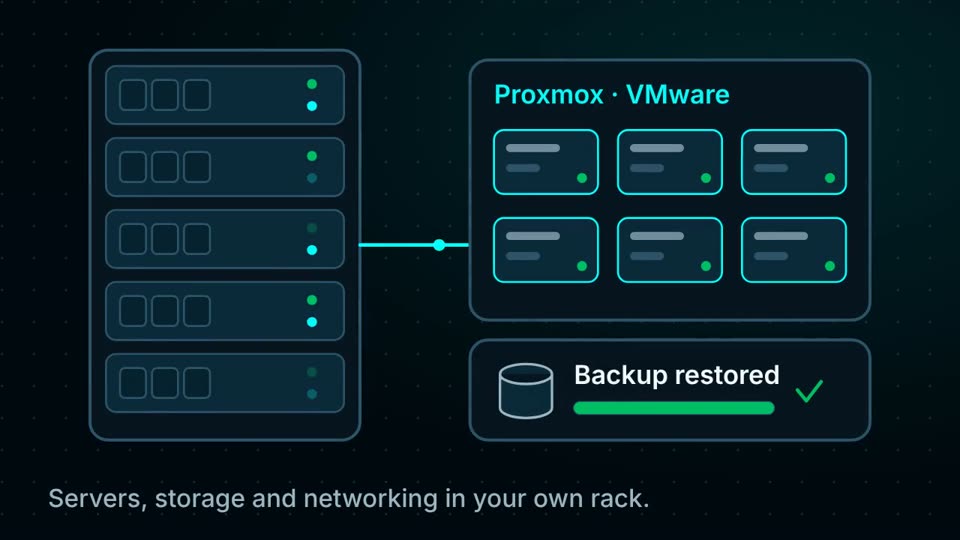 Proxmox · VMware
Backup restored
Servers, storage and networking in your own rack.